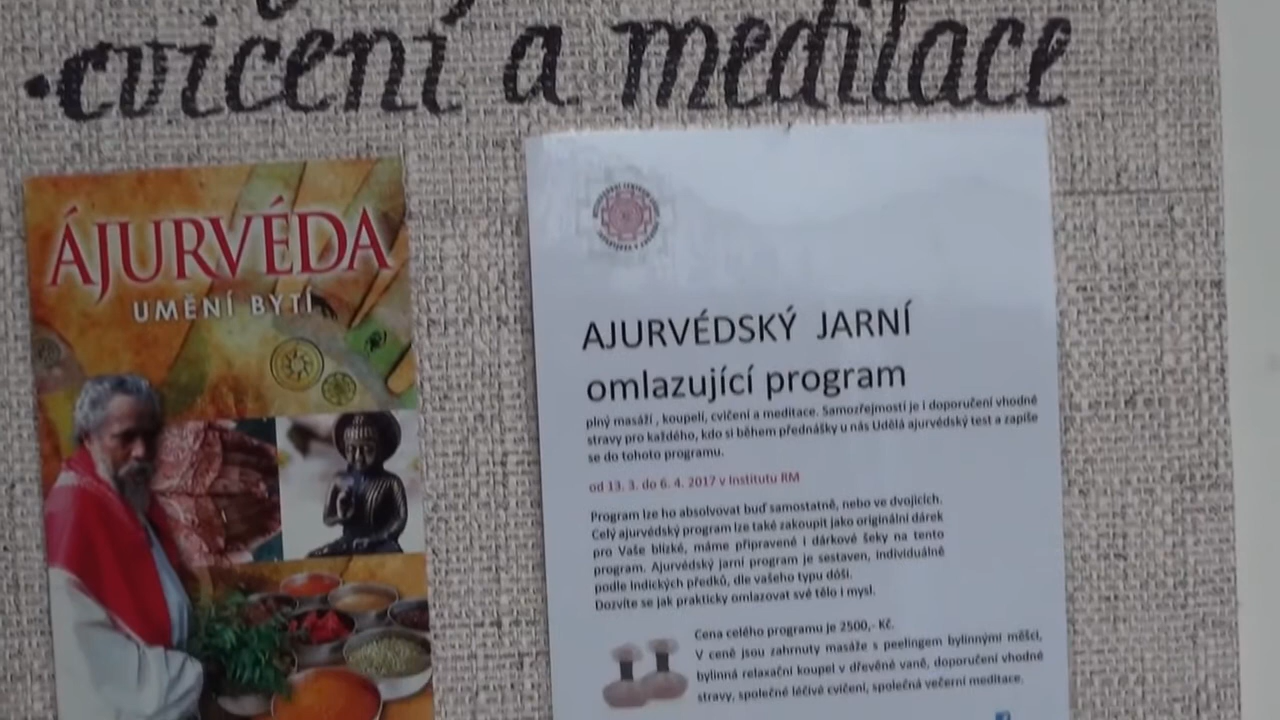 • cvičení a meditace
ÁJURVÉDA
UMĚNÍ BYTÍ
AJURVÉDSKÝ JARNÍ
omlazující program
plný masáží , koupelí, cvičení a meditace. Samozřejmostí je i doporučení vhodné
stravy pro každého, kdo si během přednášky u nás Udělá ajurvédský test a zapíše
se do tohoto programu.
od 13. 3. do 6. 4. 2017 v Institutu RM
Program lze ho absolvovat buď samostatně, nebo ve dvojicích.
Celý ajurvédský program lze také zakoupit jako originální dárek
pro Vaše blízké, máme připravené i dárkové šeky na tento
program. Ajurvédský jarní program je sestaven, individuálně
podle Indických předků, dle vašeho typu dóši.
Dozvíte se jak prakticky omlazovat své tělo i mysl.
Cena celého programu je 2500,- Kč.
V ceně jsou zahrnuty masáže s peelingem bylinnými měšci,
bylinná relaxační koupel v dřevěné vaně, doporučení vhodné
stravy, společné léčivé cvičení, společná večerní meditace.